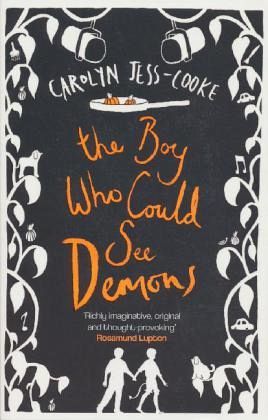 CAROLYN JESS-COOKE
the Boy
Who Could
See
Demons
'Richly imaginative, original
and thought-provoking'
Rosamund Lupton